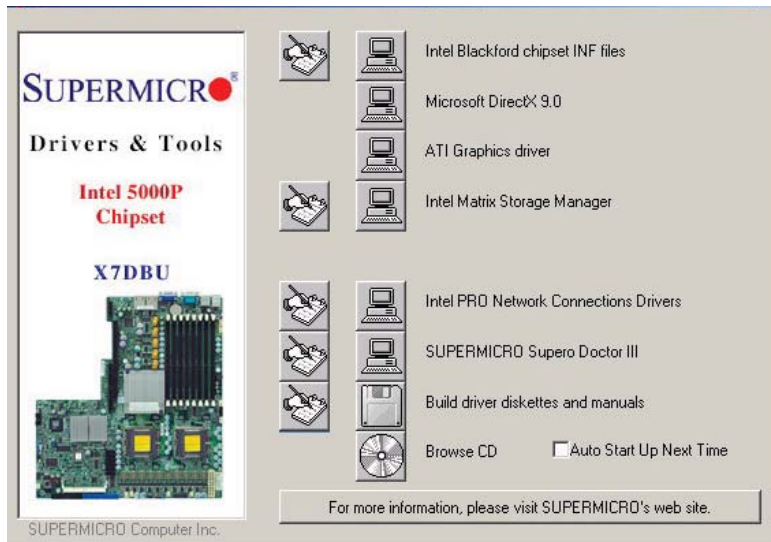 SUPERMICRO®
Drivers & Tools
Intel 5000P
Chipset
X7DBU
SUPERMICRO Computer Inc.
Intel Blackford chipset INF files
Microsoft DirectX 9.0
ATI Graphics driver
Intel Matrix Storage Manager
Intel PRO Network Connections Drivers
SUPERMICRO Supero Doctor III
Build driver diskettes and manuals
Browse CD
Auto Start Up Next Time
For more information, please visit SUPERMICRO's web site.